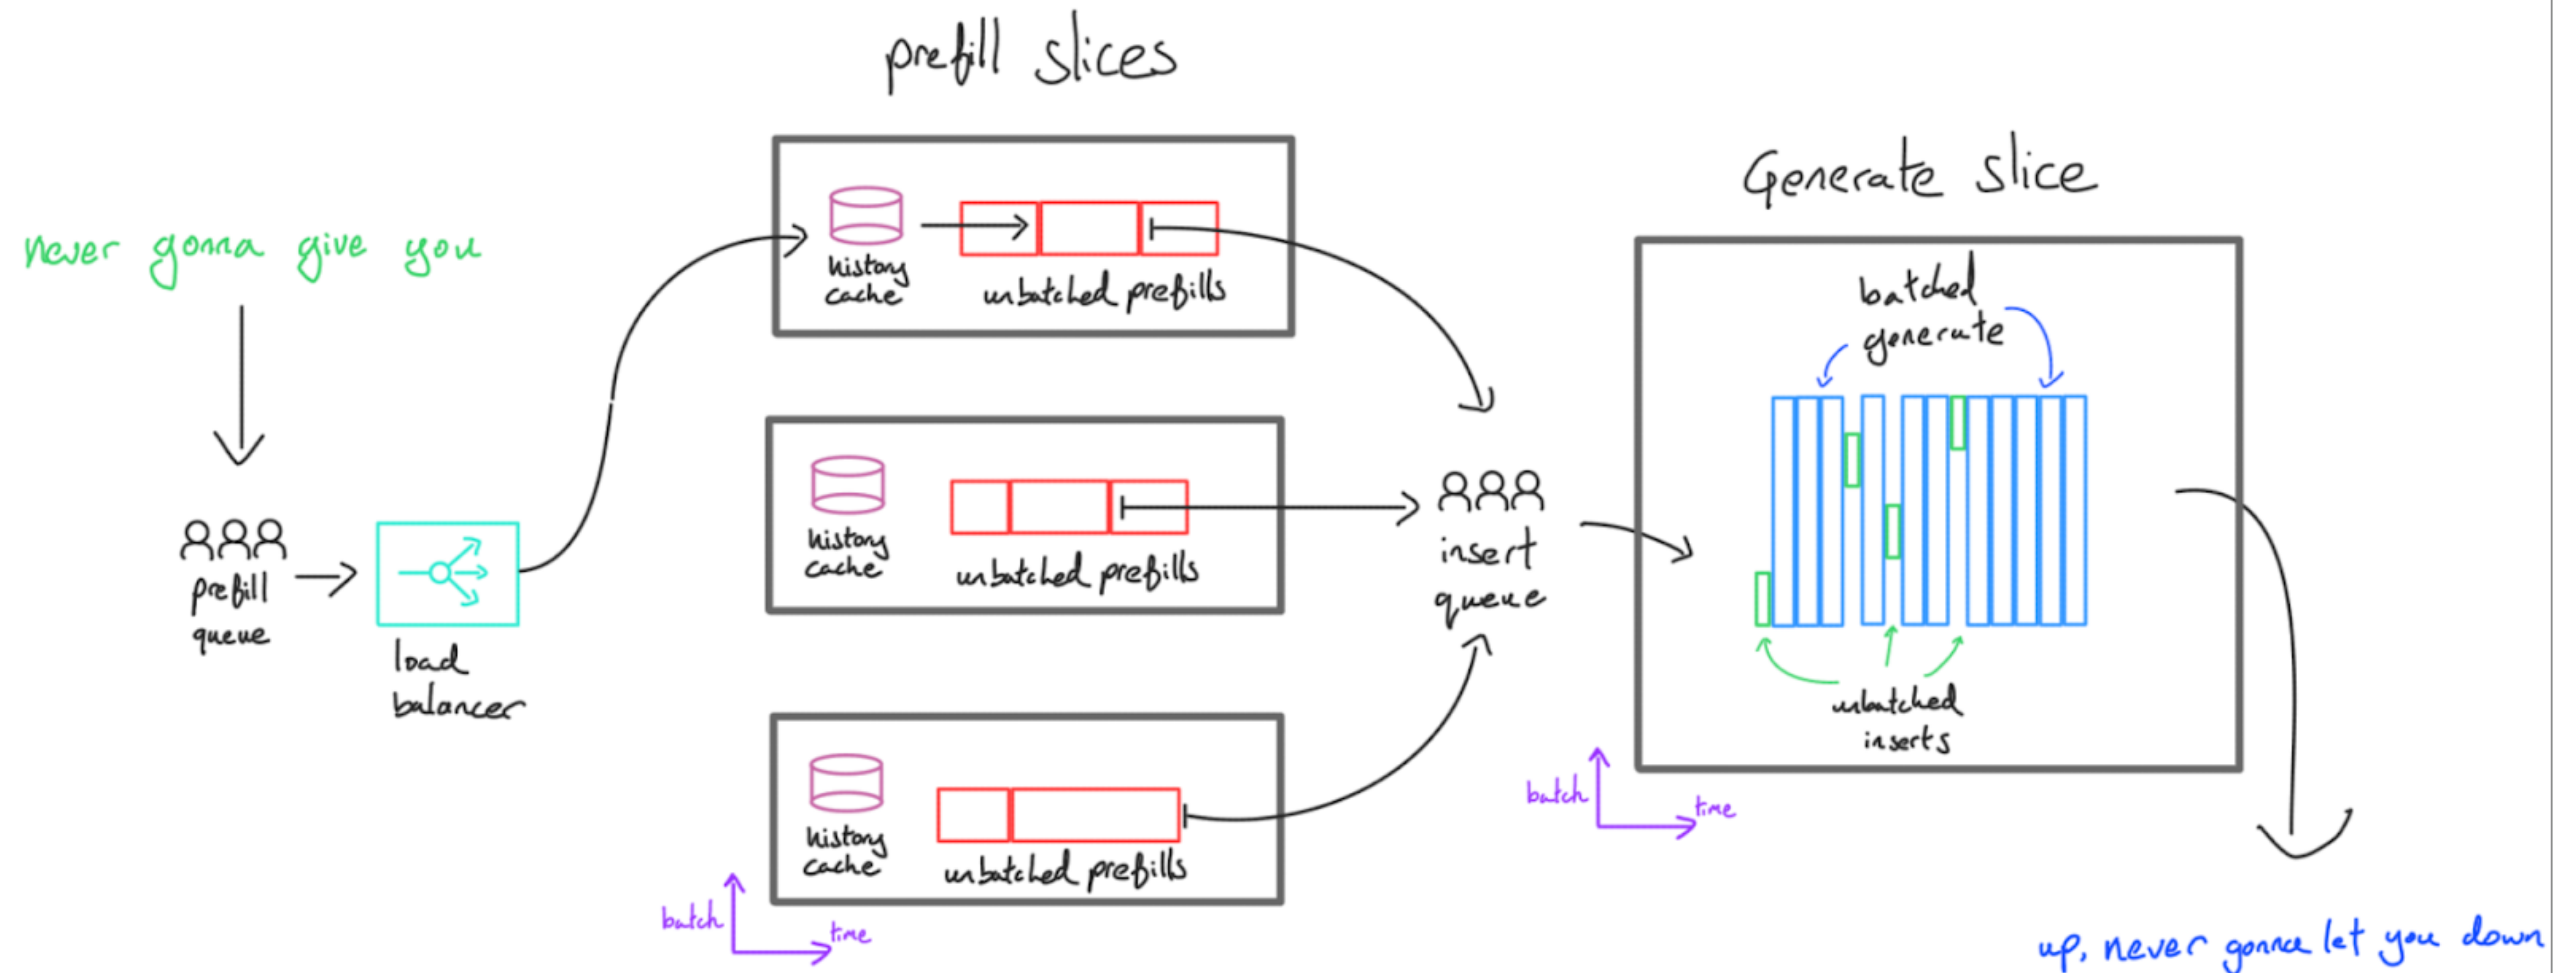 prefill slices
Generate slice
never gonna give you
prefill
queue
load
balancer
history
cache
unbatched prefills
history
cache
unbatched prefills
history
cache
unbatched prefills
batch
time
insert
queue
batched
generate
unbatched
inserts
batch
time
up, never gonna let you down